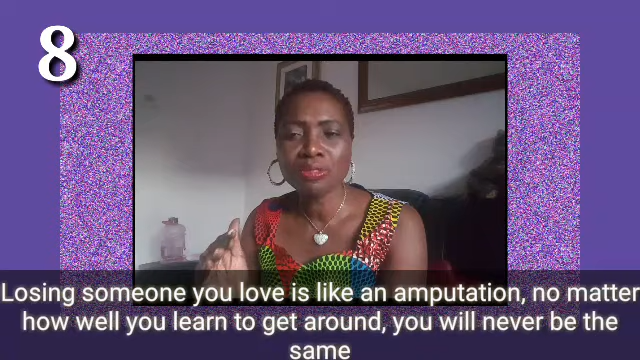 8
Losing someone you love is like an amputation, no matter
how well you learn to get around, you will never be the
same